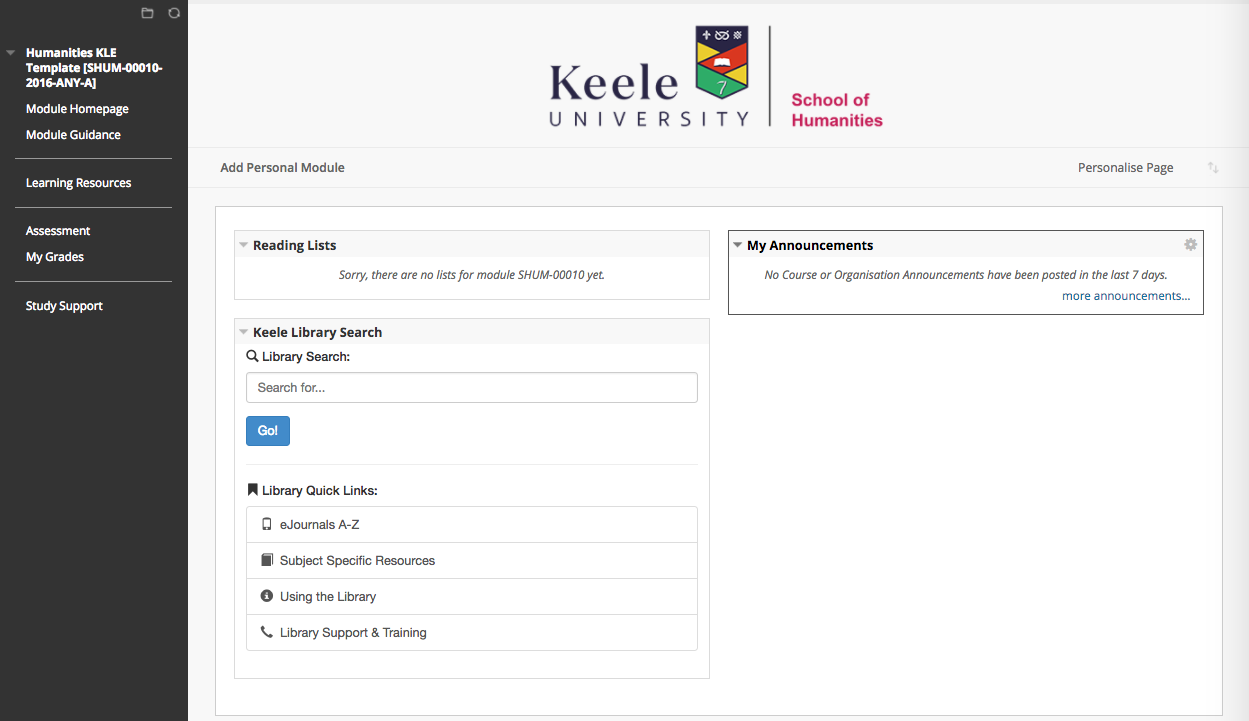 Humanities KLE
Template [SHUM-00010-
2016-ANY-A]
Module Homepage
Module Guidance
Learning Resources
Assessment
My Grades
Study Support
Keele
UNIVERSITY
School of
Humanities
Add Personal Module
Personalise Page
Reading Lists
Sorry, there are no lists for module SHUM-00010 yet.
Keele Library Search
Library Search:
Search for...
Go!
Library Quick Links:
eJournals A-Z
Subject Specific Resources
Using the Library
Library Support & Training
My Announcements
No Course or Organisation Announcements have been posted in the last 7 days.
more announcements...